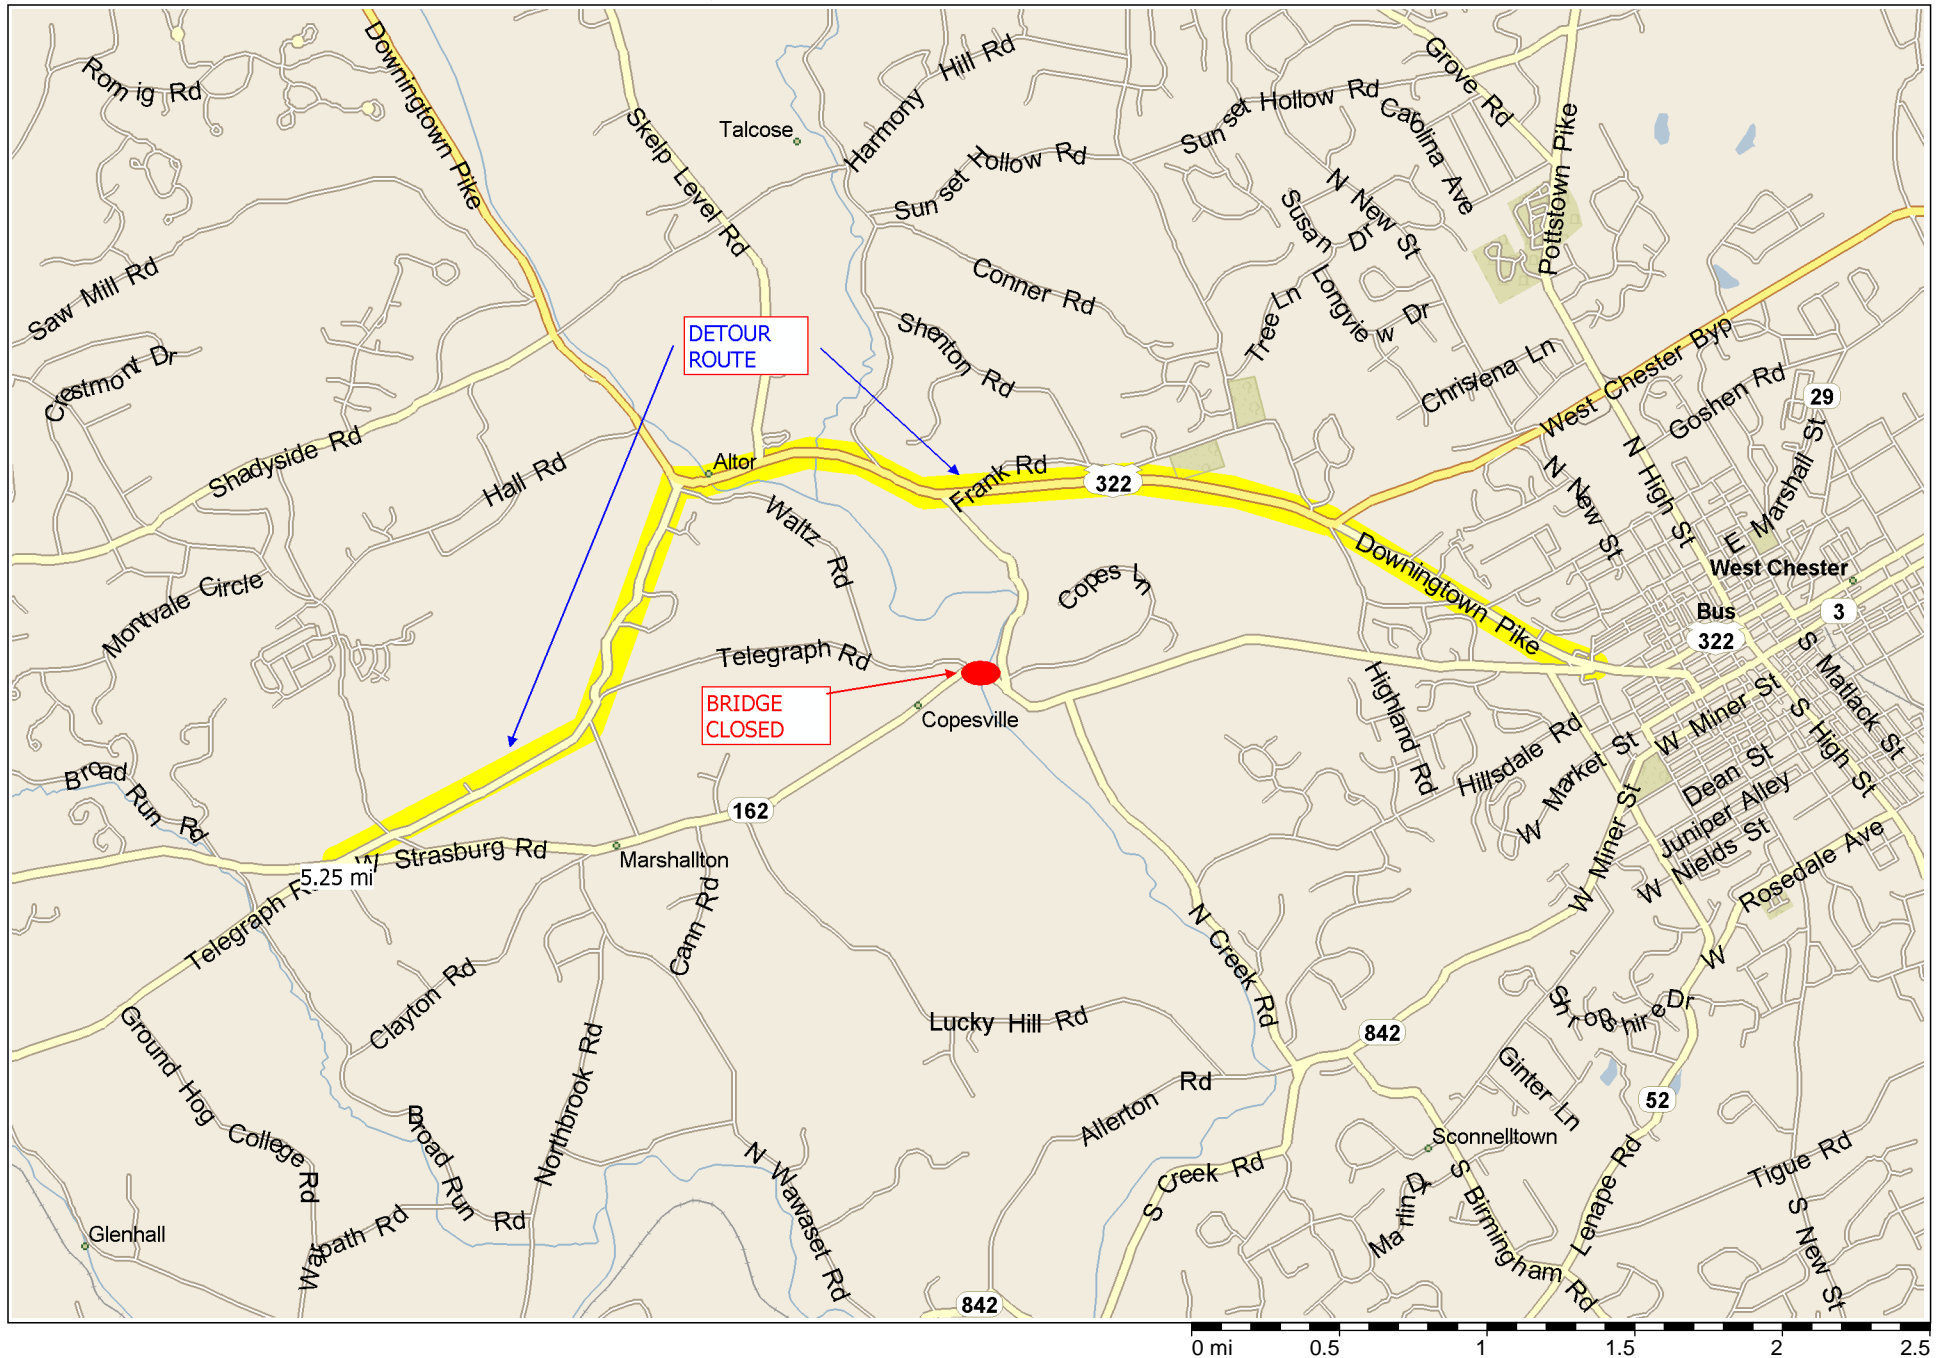 Romig Rd
Downingtown Pike
Skelp Level Rd
Talcose
Harmony Hill Rd
Sunset Hollow Rd
Sunset Hollow Rd
Grove Rd
Carolina Ave
Pottstown Pike
N New St
Susan Dr
Saw Mill Rd
Conner Rd
Tree Ln
Longview Dr
DETOUR
ROUTE
Shenton Rd
Crestmont Dr
West Chester Byp
Goshen Rd
29
Shadyside Rd
Hall Rd
Altor
Frank Rd
322
N New St
N High St
E Marshall St
Waltz Rd
Downingtown Pike
Copes Ln
West Chester
Montvale Circle
Bus
322
3
Telegraph Rd
BRIDGE
CLOSED
Copesville
Highland Rd
S Matlack St
W Miner St
S High St
Broad Run Rd
162
Hillsdale Rd
W Market St
Dean St
Juniper Alley
W Nields St
W Strasburg Rd
Marshallton
5.25 mi
Telegraph
W Miner St
Rosedale Ave
W
Cann Rd
N Creek Rd
Clayton Rd
Lucky Hill Rd
Shropshire Dr
842
Ground Hog College Rd
Northbrook Rd
Ginter Ln
52
Allerton Rd
Broad Run Rd
Sconnelltown
N Wawaset Rd
S Creek Rd
Marlin Dr
S Birmingham Rd
Lenape Rd
Tigue Rd
S New St
Glenhall
Wapath Rd
842
0 mi 0.5 1 1.5 2 2.5